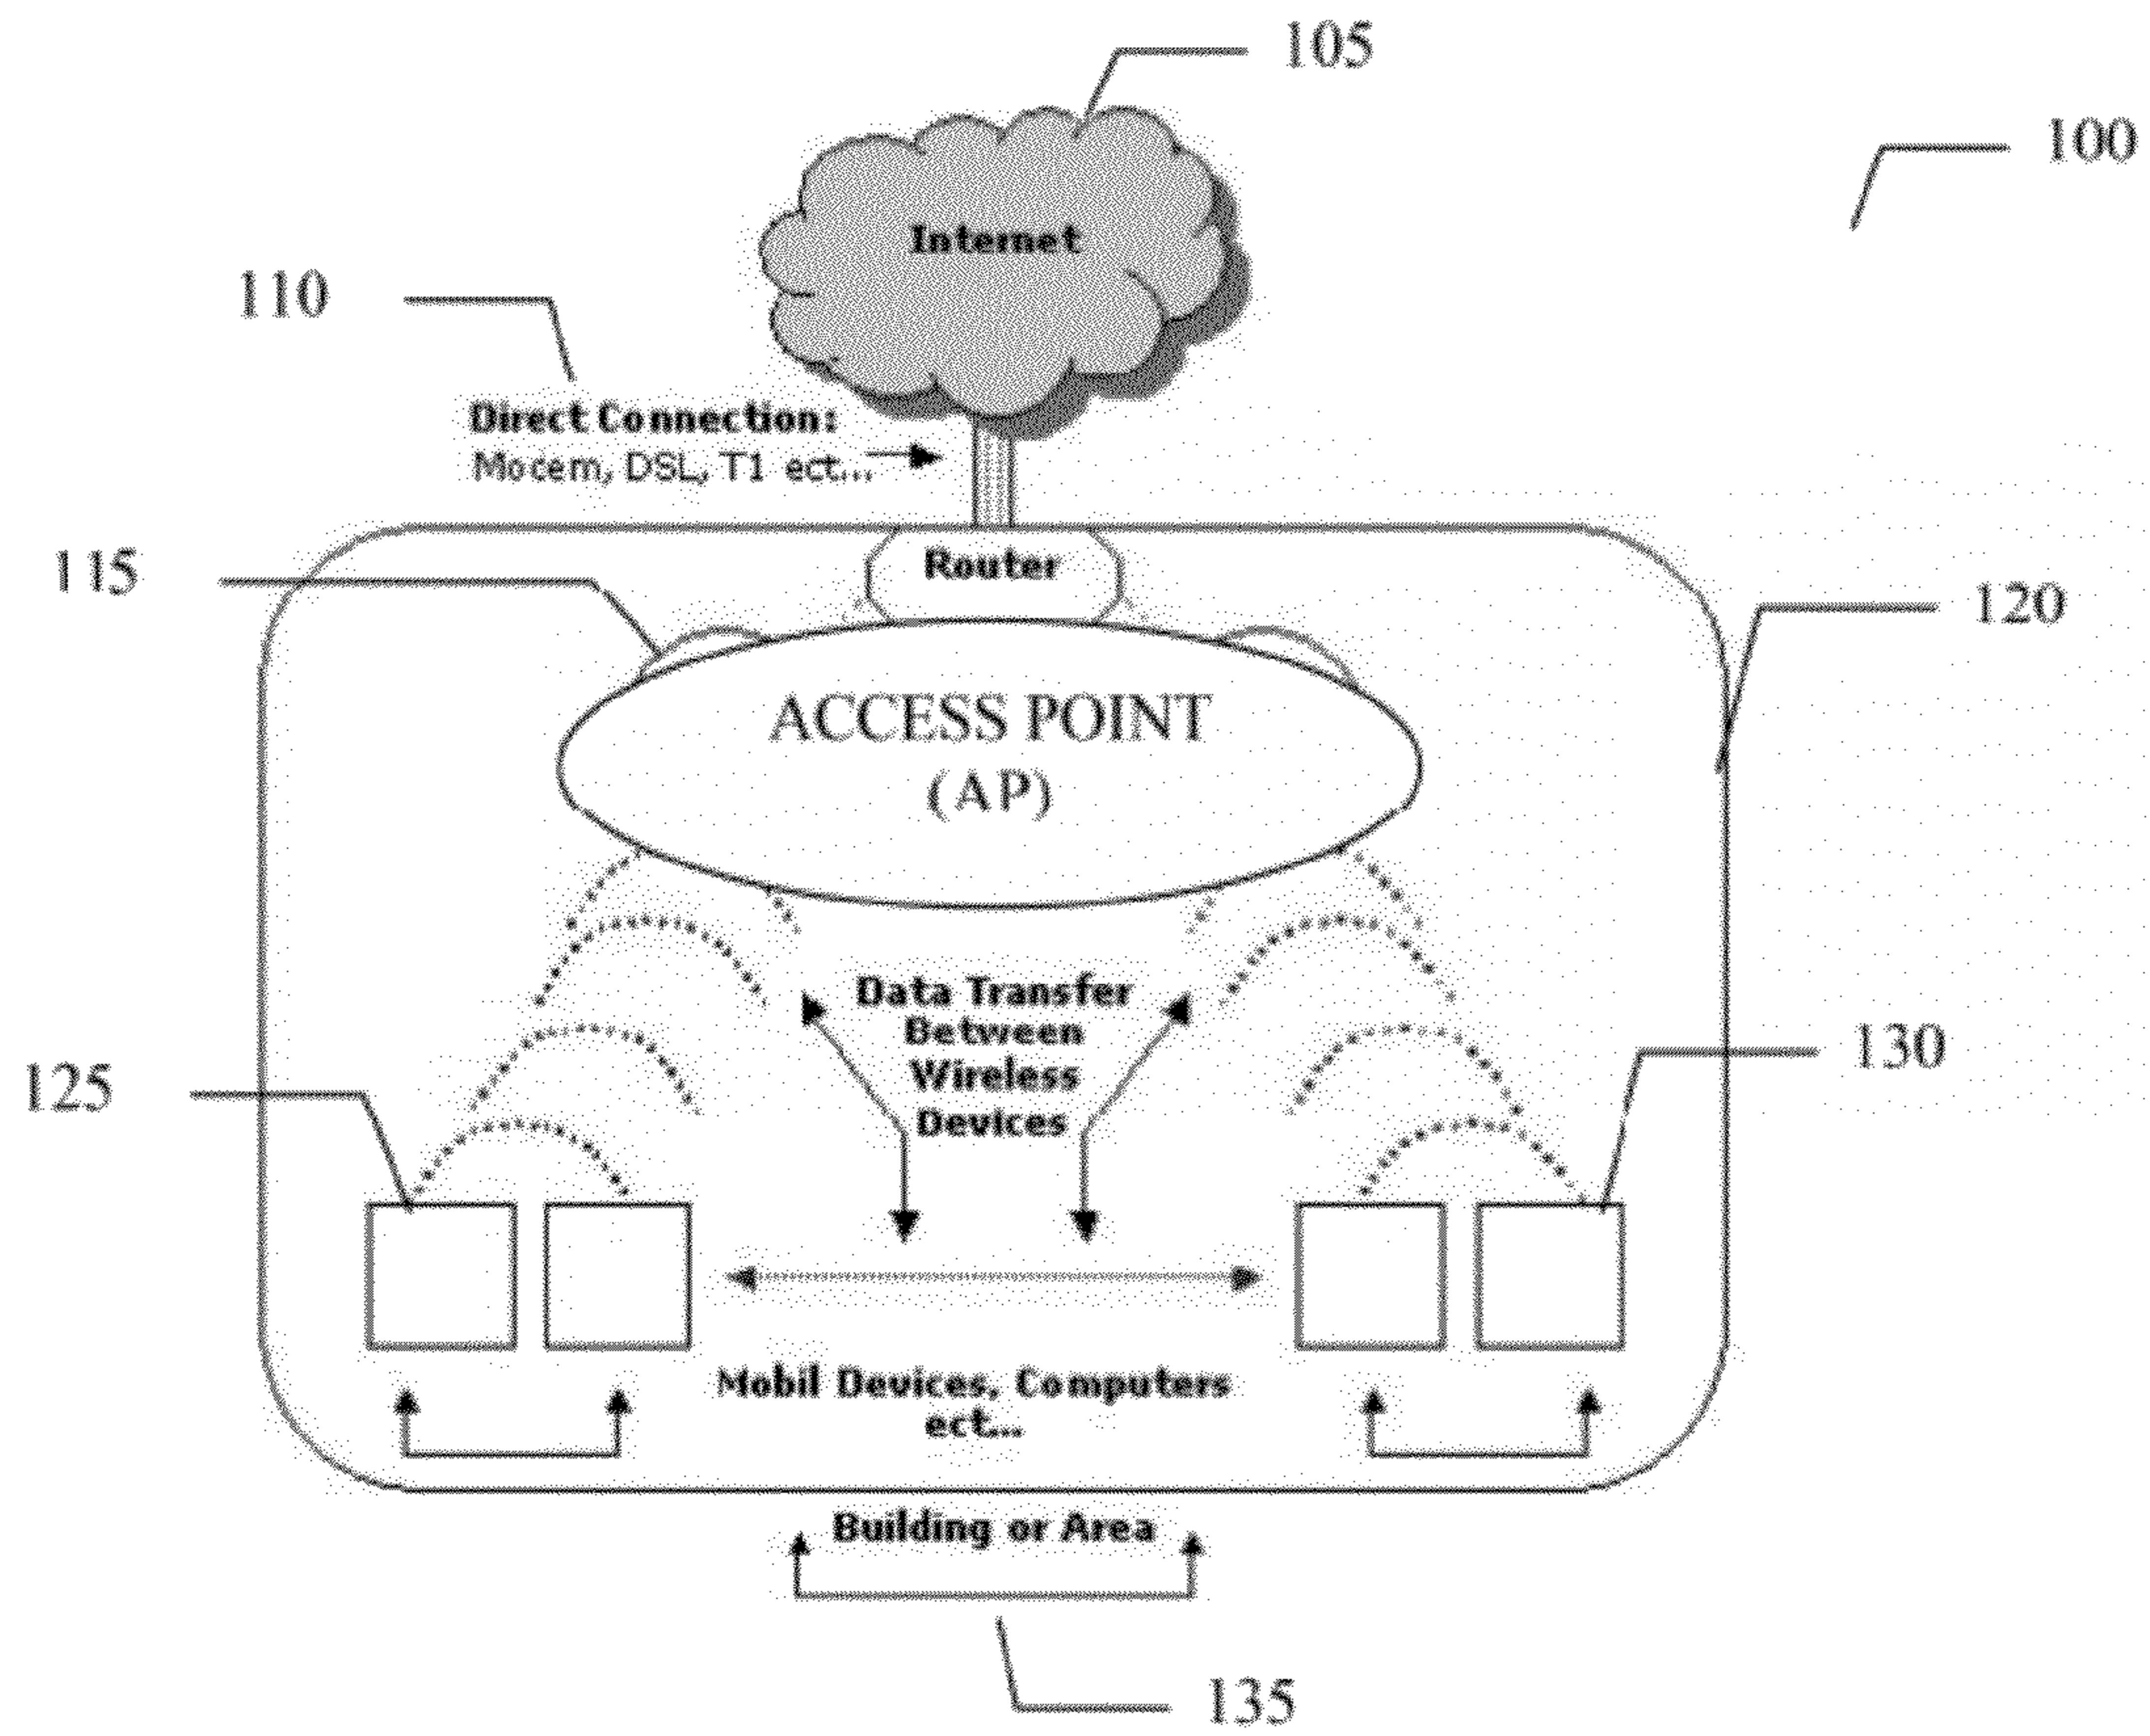 105
100
Internet
110
Direct Connection:
Mocem, DSL, T1 ect...
115
Router
120
ACCESS POINT
(AP)
Data Transfer
Between
Wireless
Devices
130
125
Mobil Devices, Computers
ect...
Building or Area
135